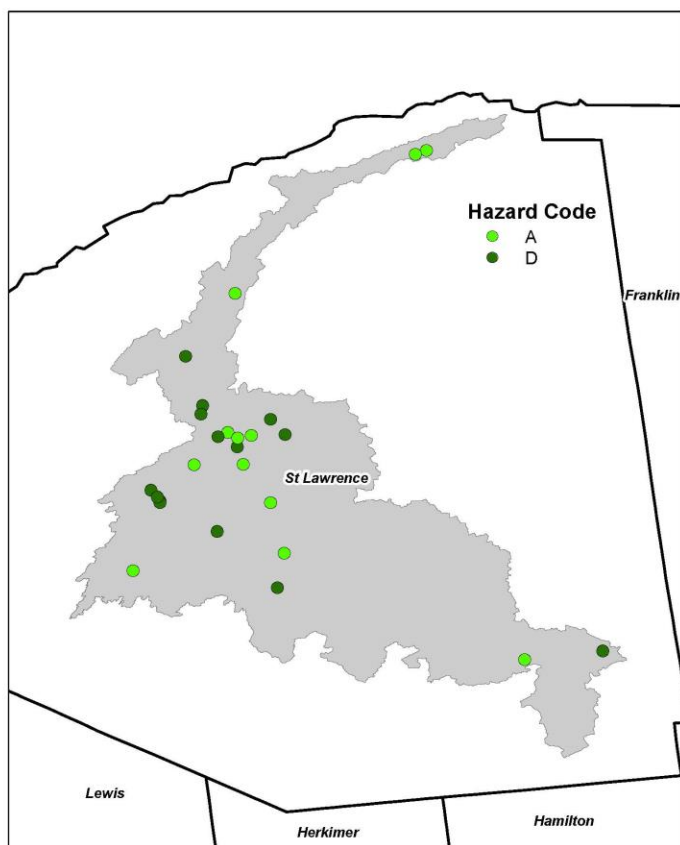 Hazard Code
A
D
Franklin
St Lawrence
Lewis
Herkimer
Hamilton